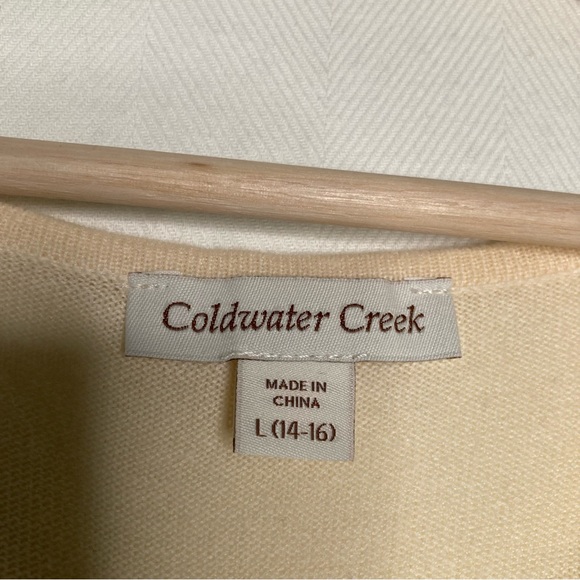 Coldwater Creek
MADE IN
CHINA
L (14-16)